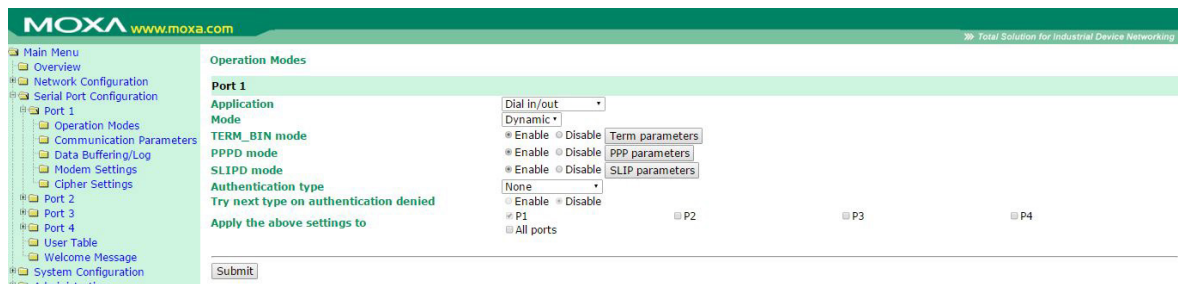 MOXA www.moxa.com
Total Solution for Industrial Device Networking
Main Menu
Overview
Network Configuration
Serial Port Configuration
Port 1
Operation Modes
Communication Parameters
Data Buffering/Log
Modem Settings
Cipher Settings
Port 2
Port 3
Port 4
User Table
Welcome Message
System Configuration
Operation Modes
Port 1
Application Dial in/out
Mode Dynamic
TERM_BIN mode Enable Disable Term parameters
PPPD mode Enable Disable PPP parameters
SLIPD mode Enable Disable SLIP parameters
Authentication type None
Try next type on authentication denied Enable Disable
Apply the above settings to P1 P2 P3 P4
All ports
Submit